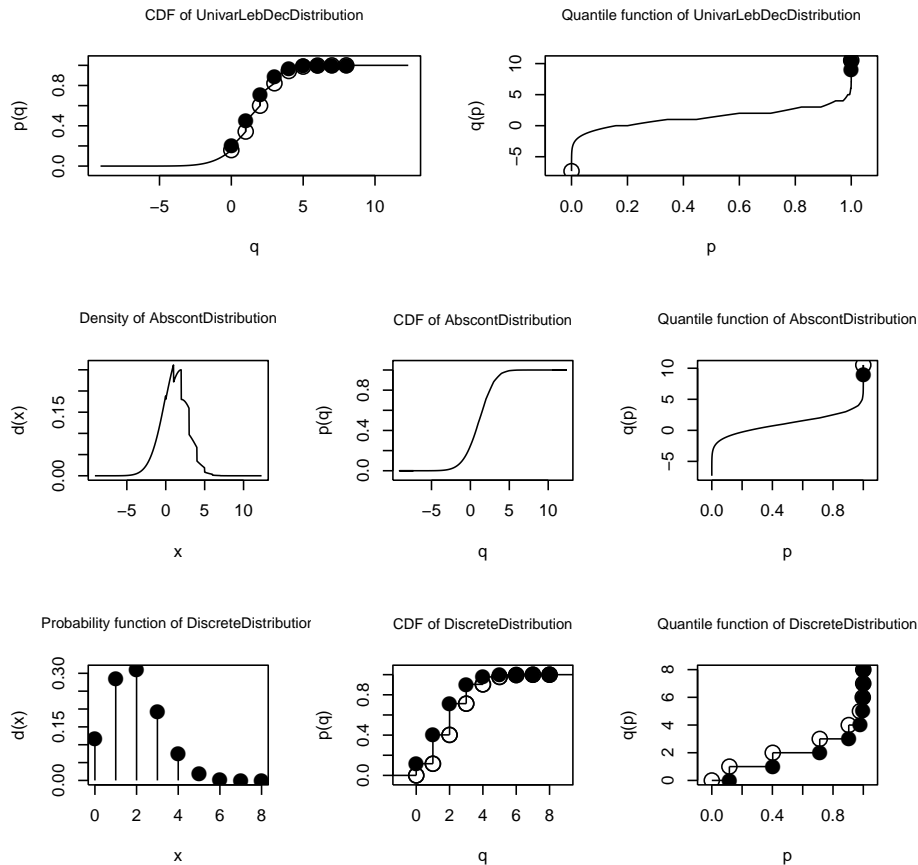 CDF of UnivarLebDecDistribution
p(q)
0.0 0.4 0.8
−5 0 5 10
q
Quantile function of UnivarLebDecDistribution
q(p)
−5 0 5 10
0.0 0.2 0.4 0.6 0.8 1.0
p
Density of AbscontDistribution
d(x)
0.00 0.15
−5 0 5 10
x
CDF of AbscontDistribution
p(q)
0.0 0.4 0.8
−5 0 5 10
q
Quantile function of AbscontDistribution
q(p)
−5 0 5 10
0.0 0.4 0.8
p
Probability function of DiscreteDistribution
d(x)
0.00 0.15 0.30
0 2 4 6 8
x
CDF of DiscreteDistribution
p(q)
0.0 0.4 0.8
0 2 4 6 8
q
Quantile function of DiscreteDistribution
q(p)
0 2 4 6 8
0.0 0.4 0.8
p